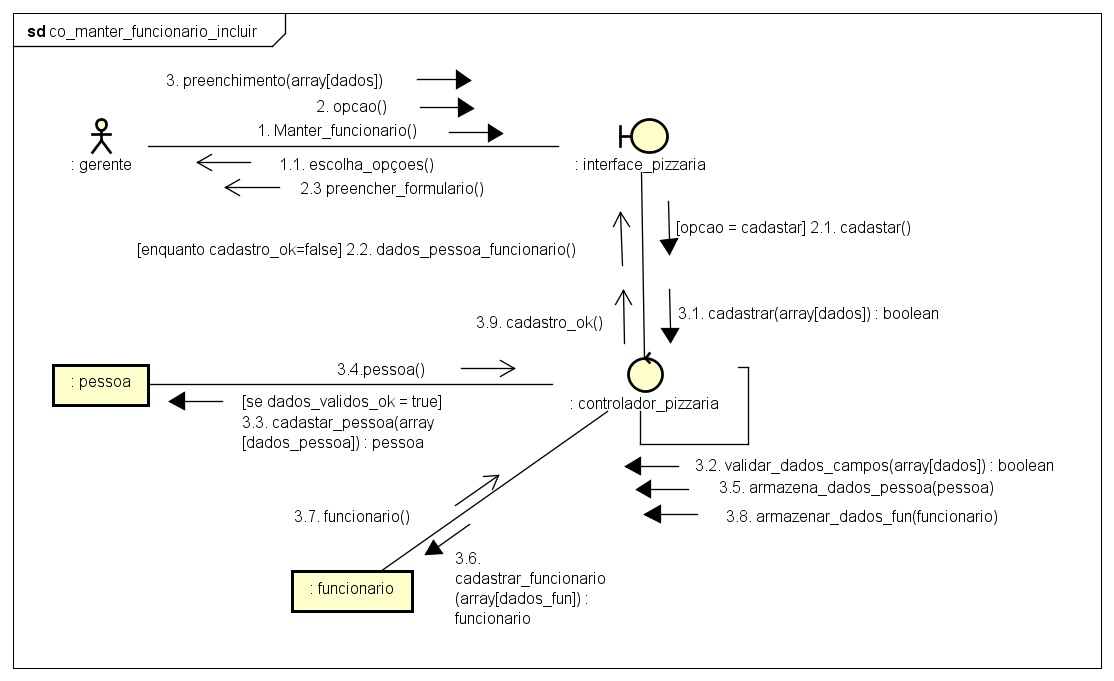 sd co_manter_funcionario_incluir
3. preenchimento(array[dados])
2. opcao()
1. Manter_funcionario()
: gerente
: interface_pizzaria
1.1. escolha_opçoes()
2.3 preencher_formulario()
[opcao = cadastar] 2.1. cadastar()
[enquanto cadastro_ok=false] 2.2. dados_pessoa_funcionario()
3.1. cadastrar(array[dados]) : boolean
3.9. cadastro_ok()
3.4.pessoa()
: pessoa
: controlador_pizzaria
[se dados_validos_ok = true]
3.3. cadastar_pessoa(array
[dados_pessoa]) : pessoa
3.2. validar_dados_campos(array[dados]) : boolean
3.5. armazena_dados_pessoa(pessoa)
3.7. funcionario()
3.8. armazenar_dados_fun(funcionario)
3.6.
cadastrar_funcionario
(array[dados_fun]) :
funcionario
: funcionario